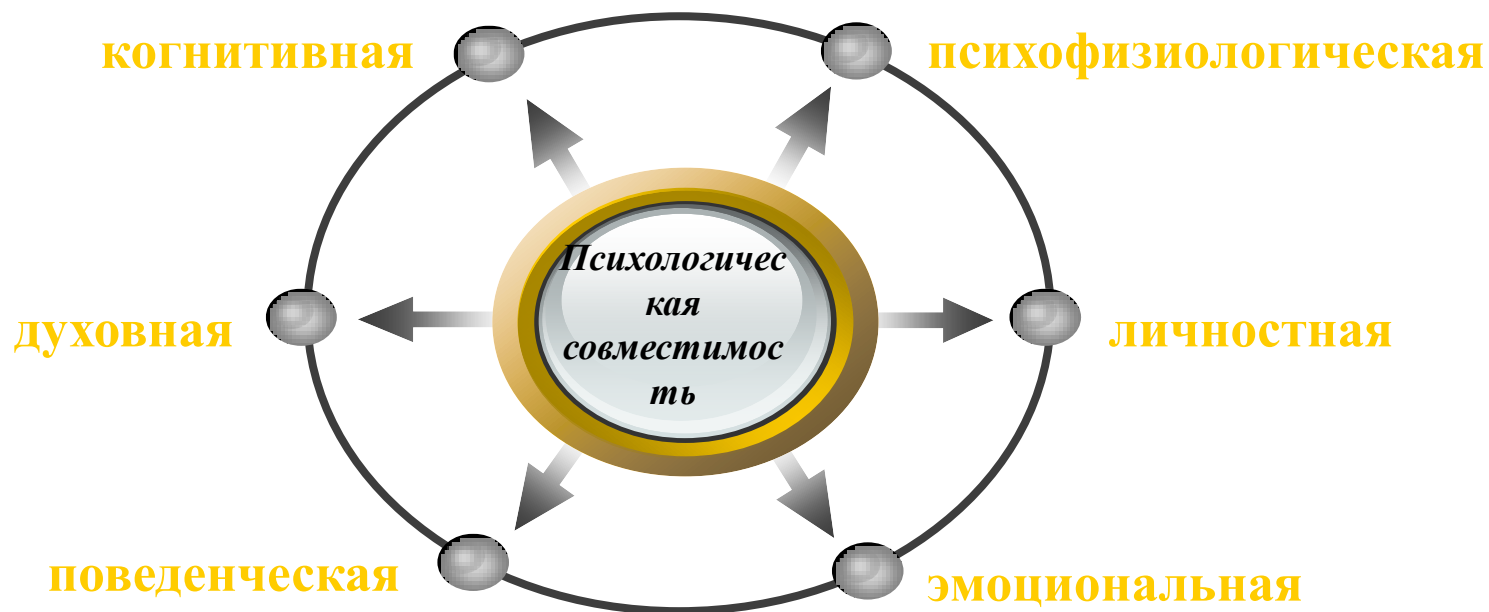 когнитивная
психофизиологическая
Психологичес
кая
совместимос
ть
духовная
личностная
поведенческая
эмоциональная